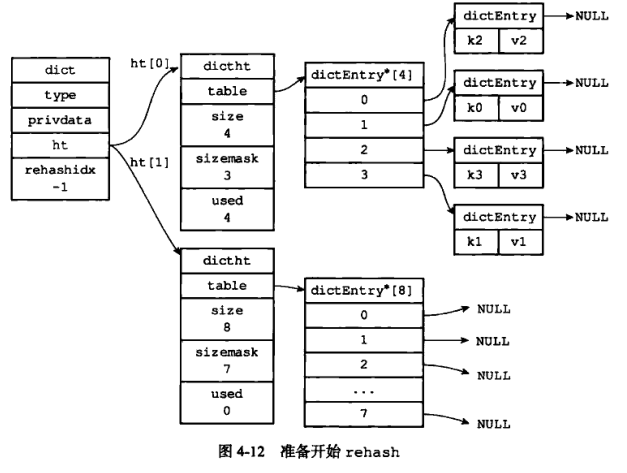 dict
type
privdata
ht
rehashidx
-1
ht[0]
ht[1]
dictht
table
size
4
sizemask
3
used
4
dictEntry*[4]
0
1
2
3
dictEntry
k2 v2
NULL
dictEntry
k0 v0
NULL
dictEntry
k3 v3
NULL
dictEntry
k1 v1
NULL
dictht
table
size
8
sizemask
7
used
0
dictEntry*[8]
0
1
2
...
7
NULL
NULL
NULL
NULL
图 4-12 准备开始 rehash